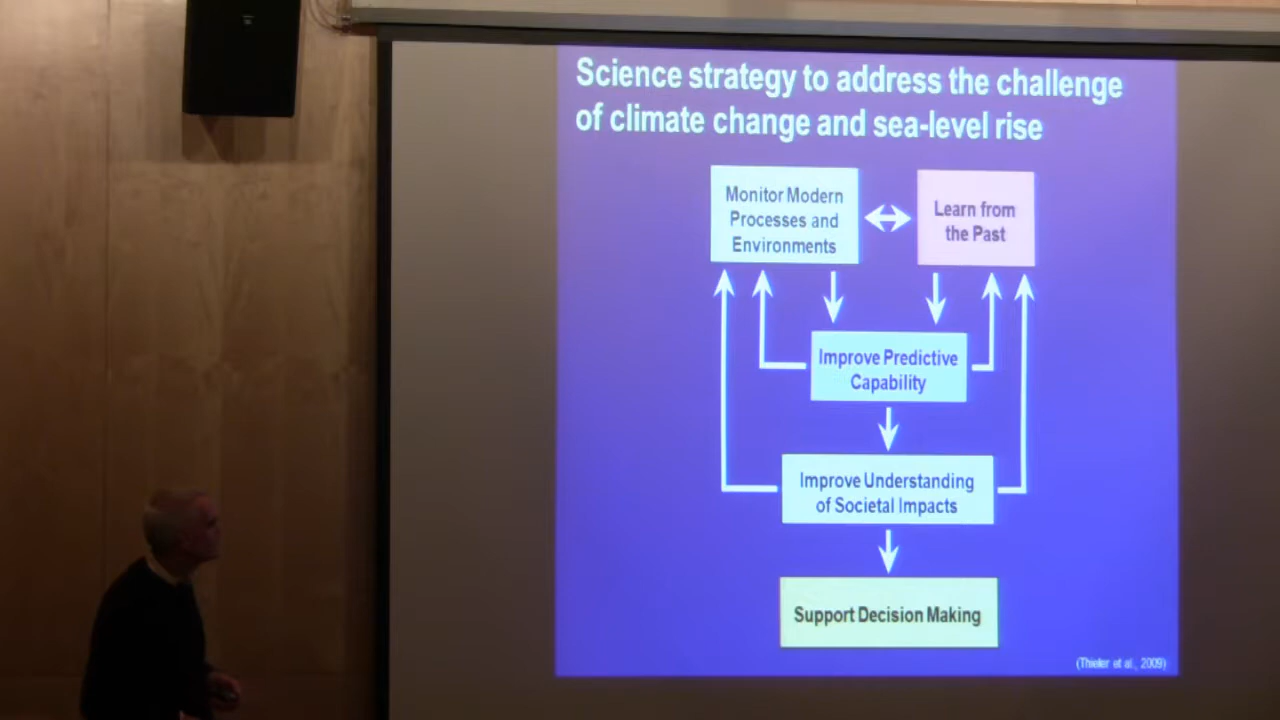 Science strategy to address the challenge
of climate change and sea-level rise
Monitor Modern
Processes and
Environments
Learn from
the Past
Improve Predictive
Capability
Improve Understanding
of Societal Impacts
Support Decision Making
(Thieler et al., 2009)